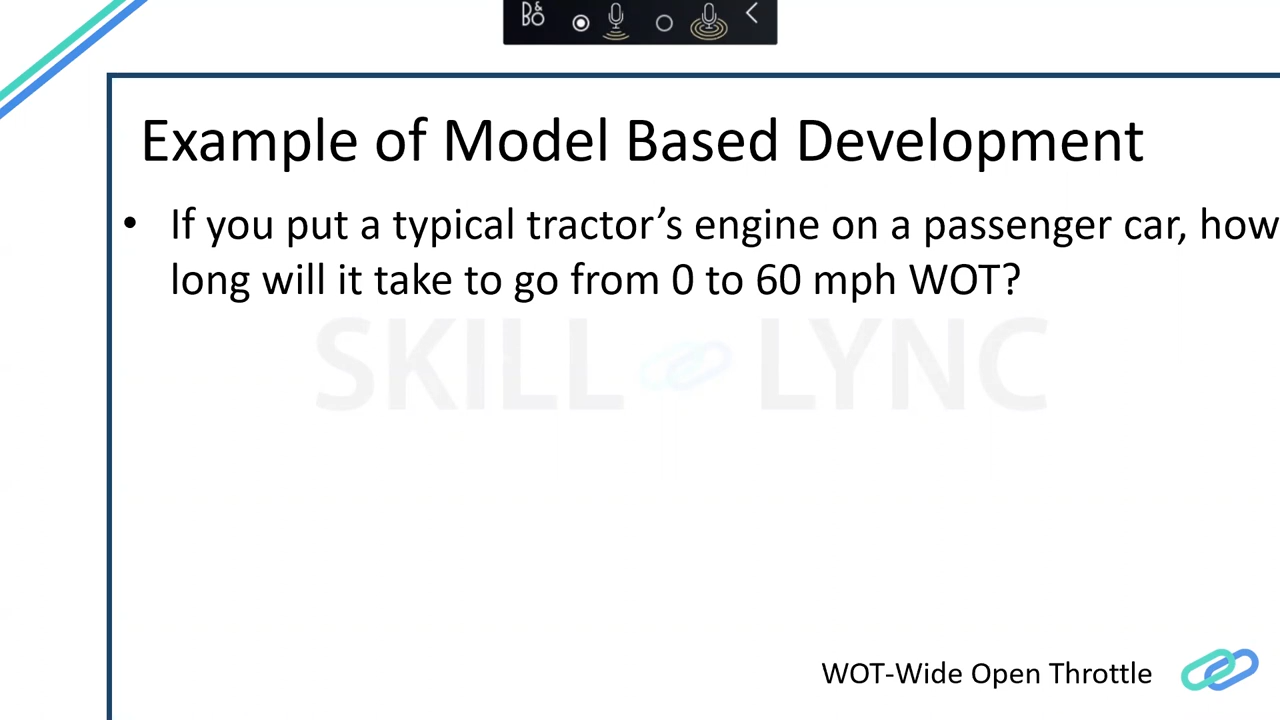 B&O
Example of Model Based Development
• If you put a typical tractor’s engine on a passenger car, how
long will it take to go from 0 to 60 mph WOT?
SKILL LYNC
WOT-Wide Open Throttle